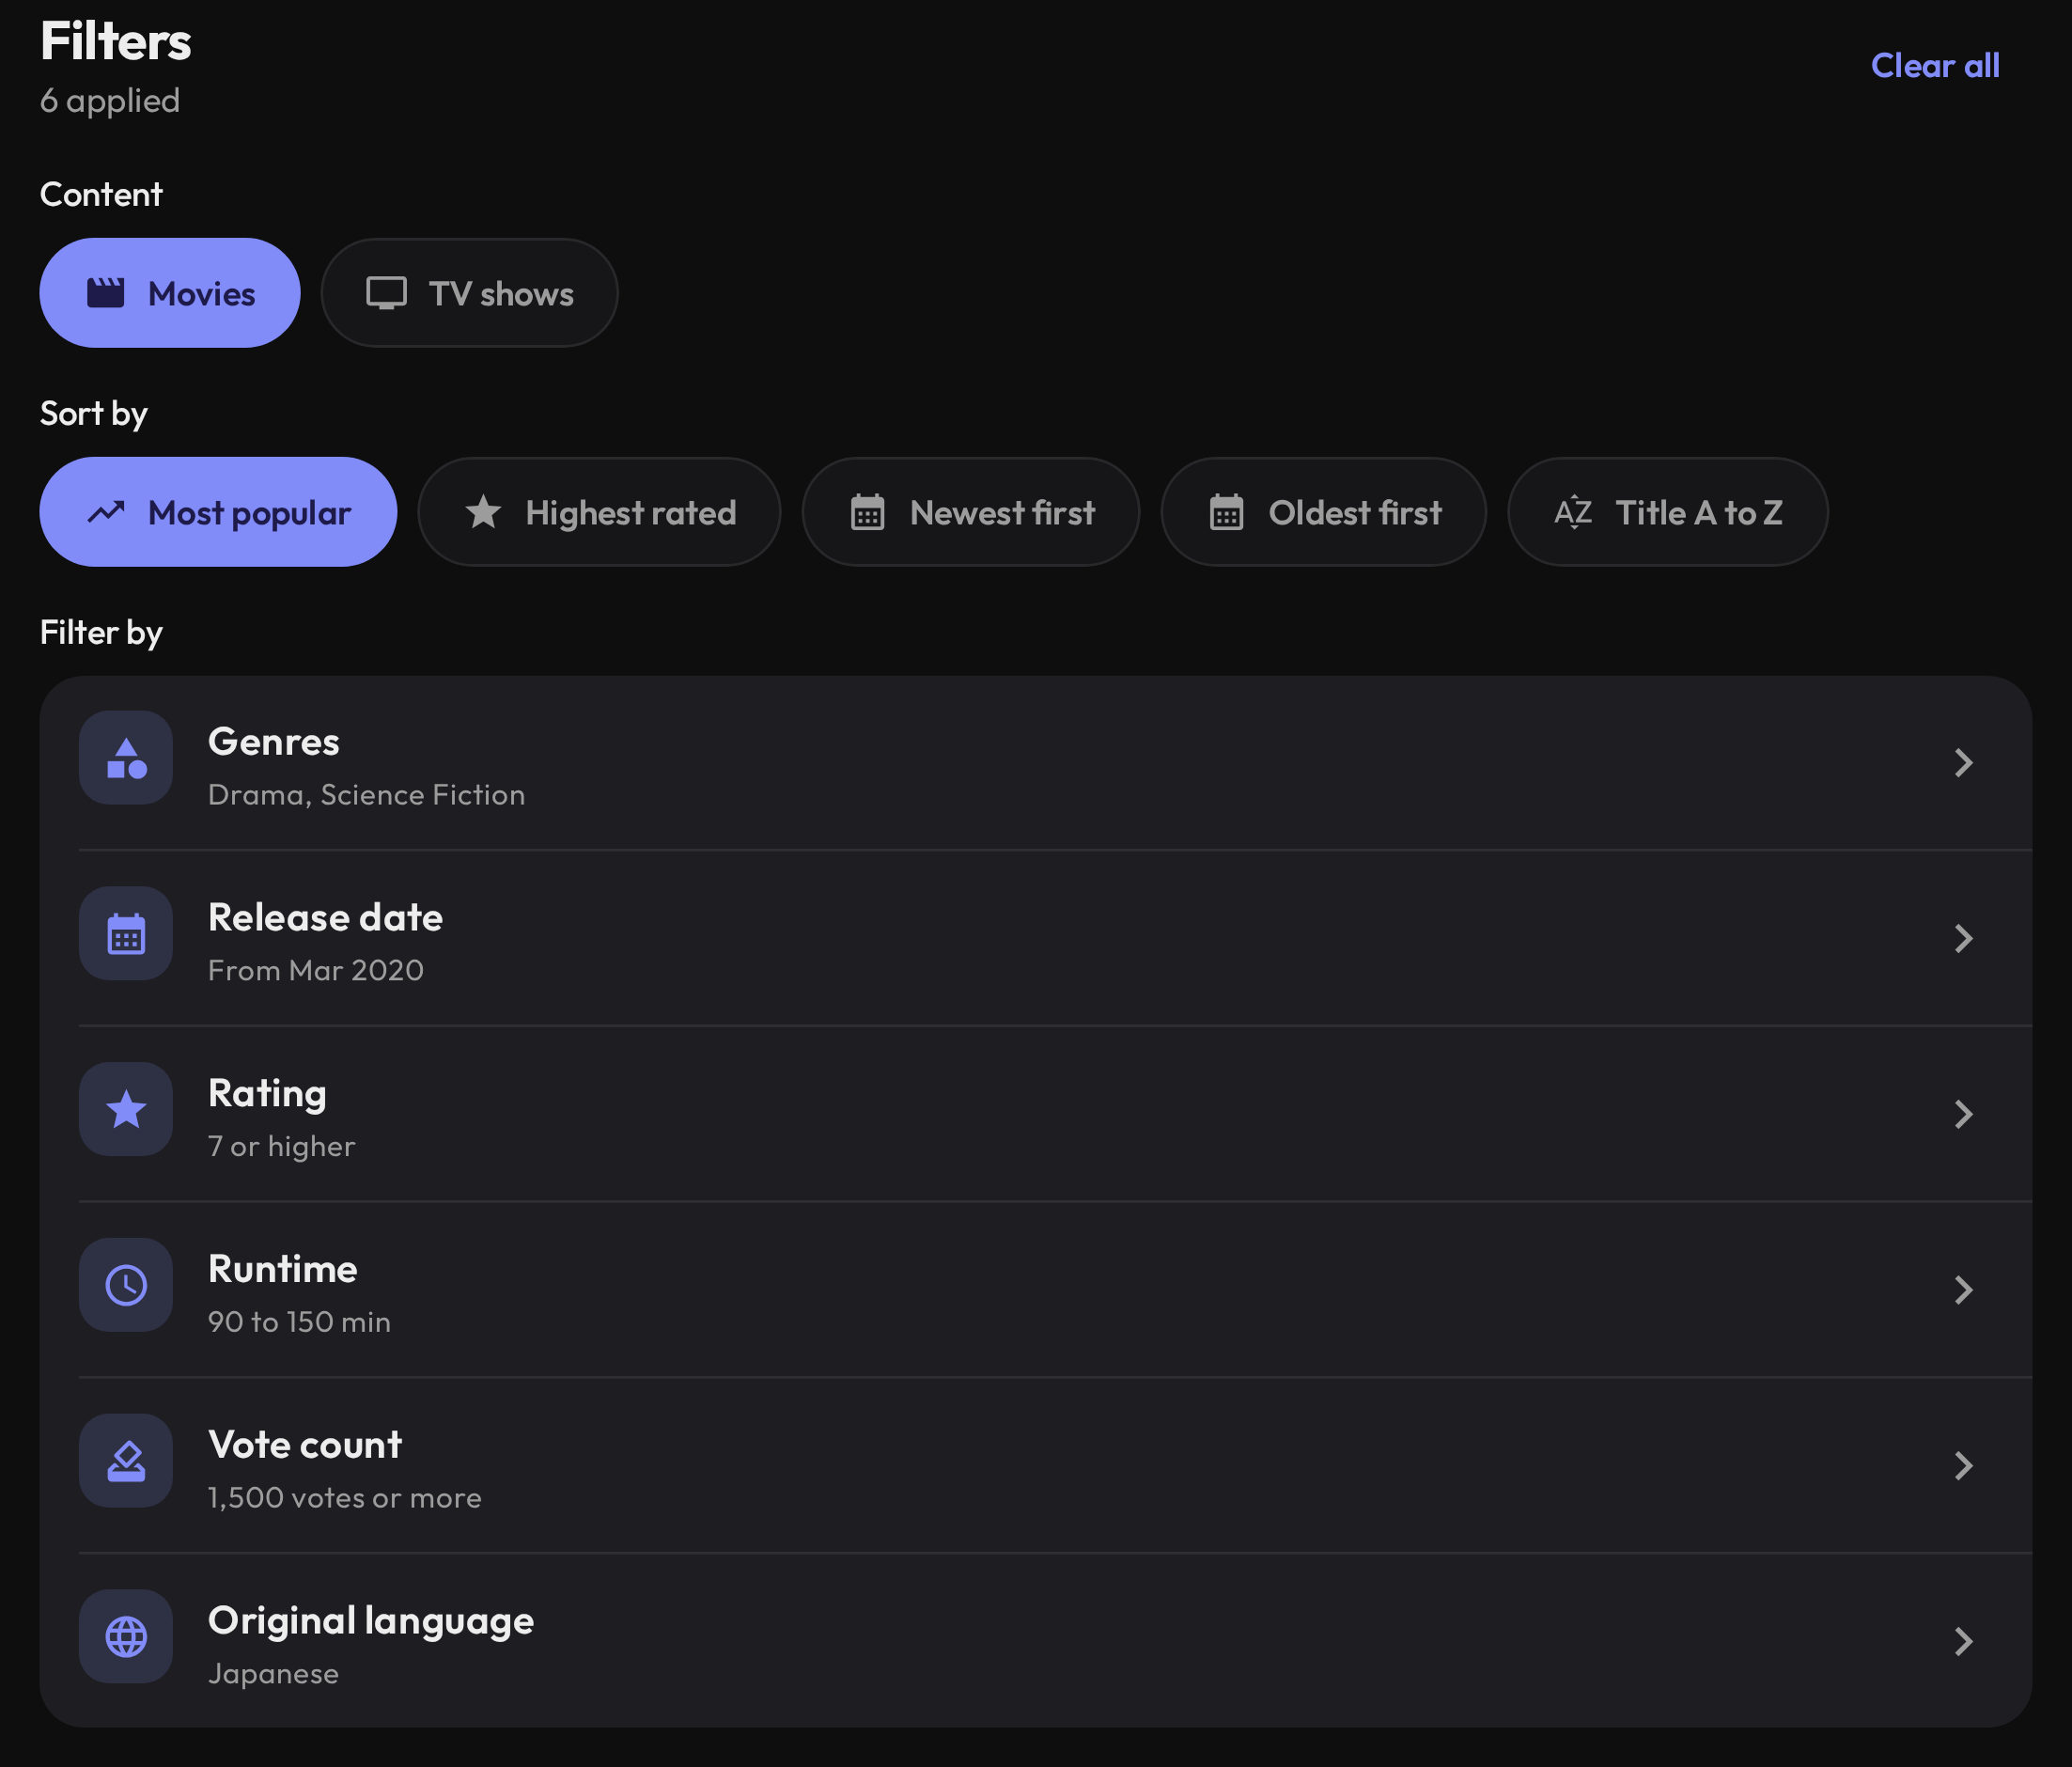 Filters
6 applied
Clear all
Content
Movies
TV shows
Sort by
Most popular
Highest rated
Newest first
Oldest first
Title A to Z
Filter by
Genres
Drama, Science Fiction
Release date
From Mar 2020
Rating
7 or higher
Runtime
90 to 150 min
Vote count
1,500 votes or more
Original language
Japanese